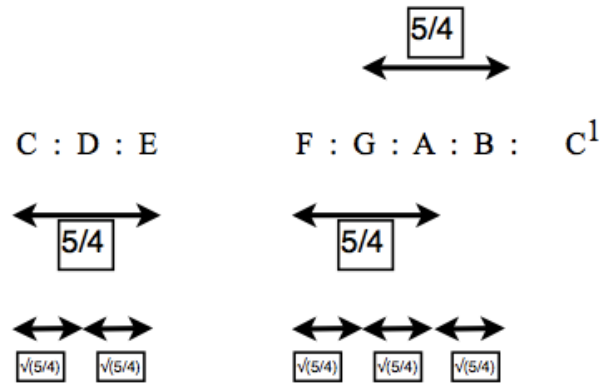 5/4
C : D : E F : G : A : B : C1
5/4 5/4
√(5/4) √(5/4) √(5/4) √(5/4) √(5/4)